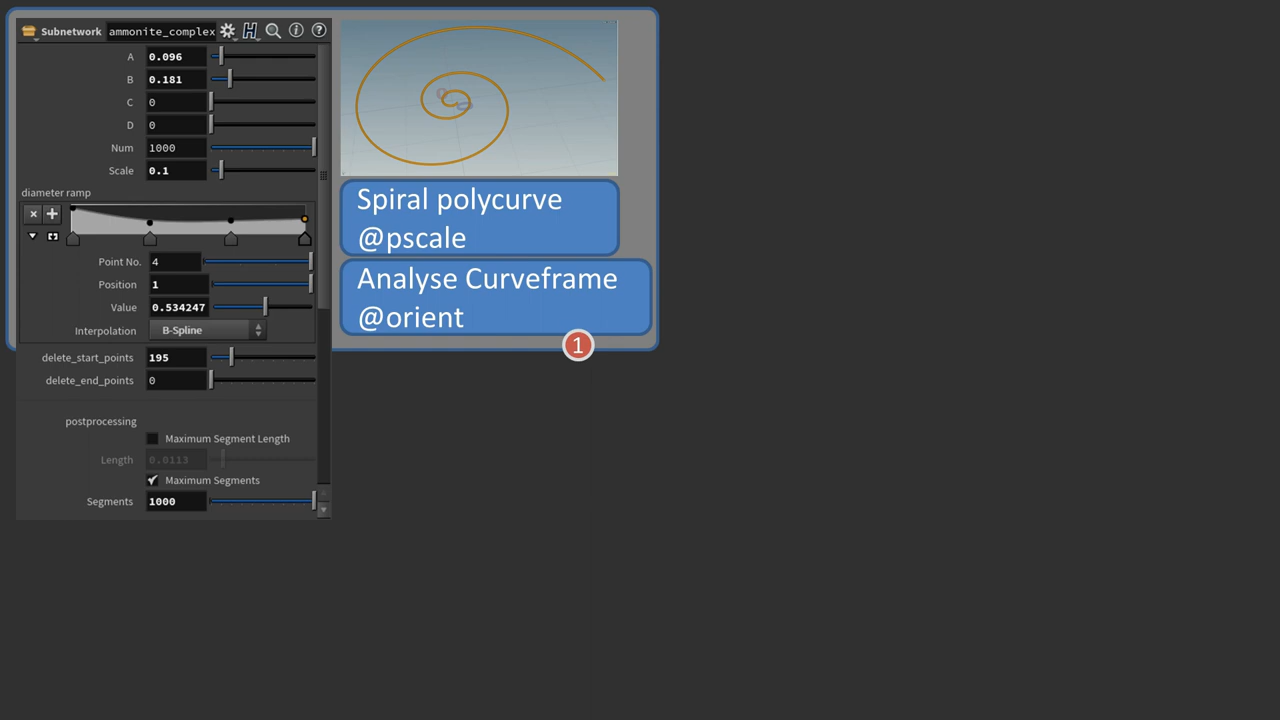 Subnetwork ammonite_complex
A 0.096
B 0.181
C 0
D 0
Num 1000
Scale 0.1
diameter ramp
Point No. 4
Position 1
Value 0.534247
Interpolation B-Spline
delete_start_points 195
delete_end_points 0
postprocessing
Maximum Segment Length
Length 0.0113
Maximum Segments
Segments 1000
Spiral polycurve
@pscale
Analyse Curveframe
@orient
1